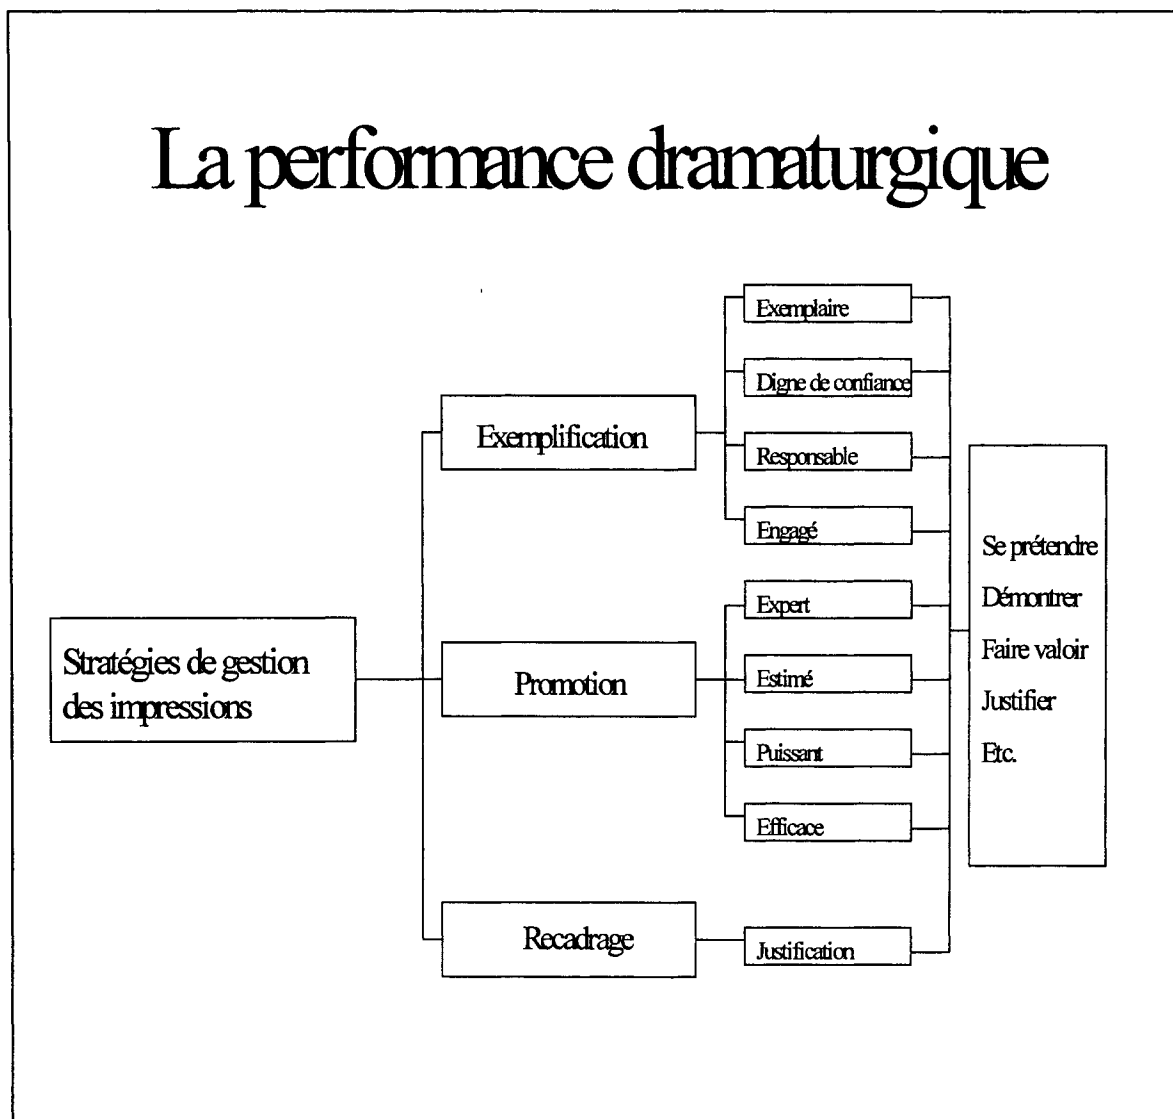 La performance dramaturgique
Stratégies de gestion
des impressions
Exemplification
Promotion
Recadrage
Exemplaire
Digne de confiance
Responsable
Engagé
Expert
Estimé
Puissant
Efficace
Justification
Se prétendre
Démontrer
Faire valoir
Justifier
Etc.